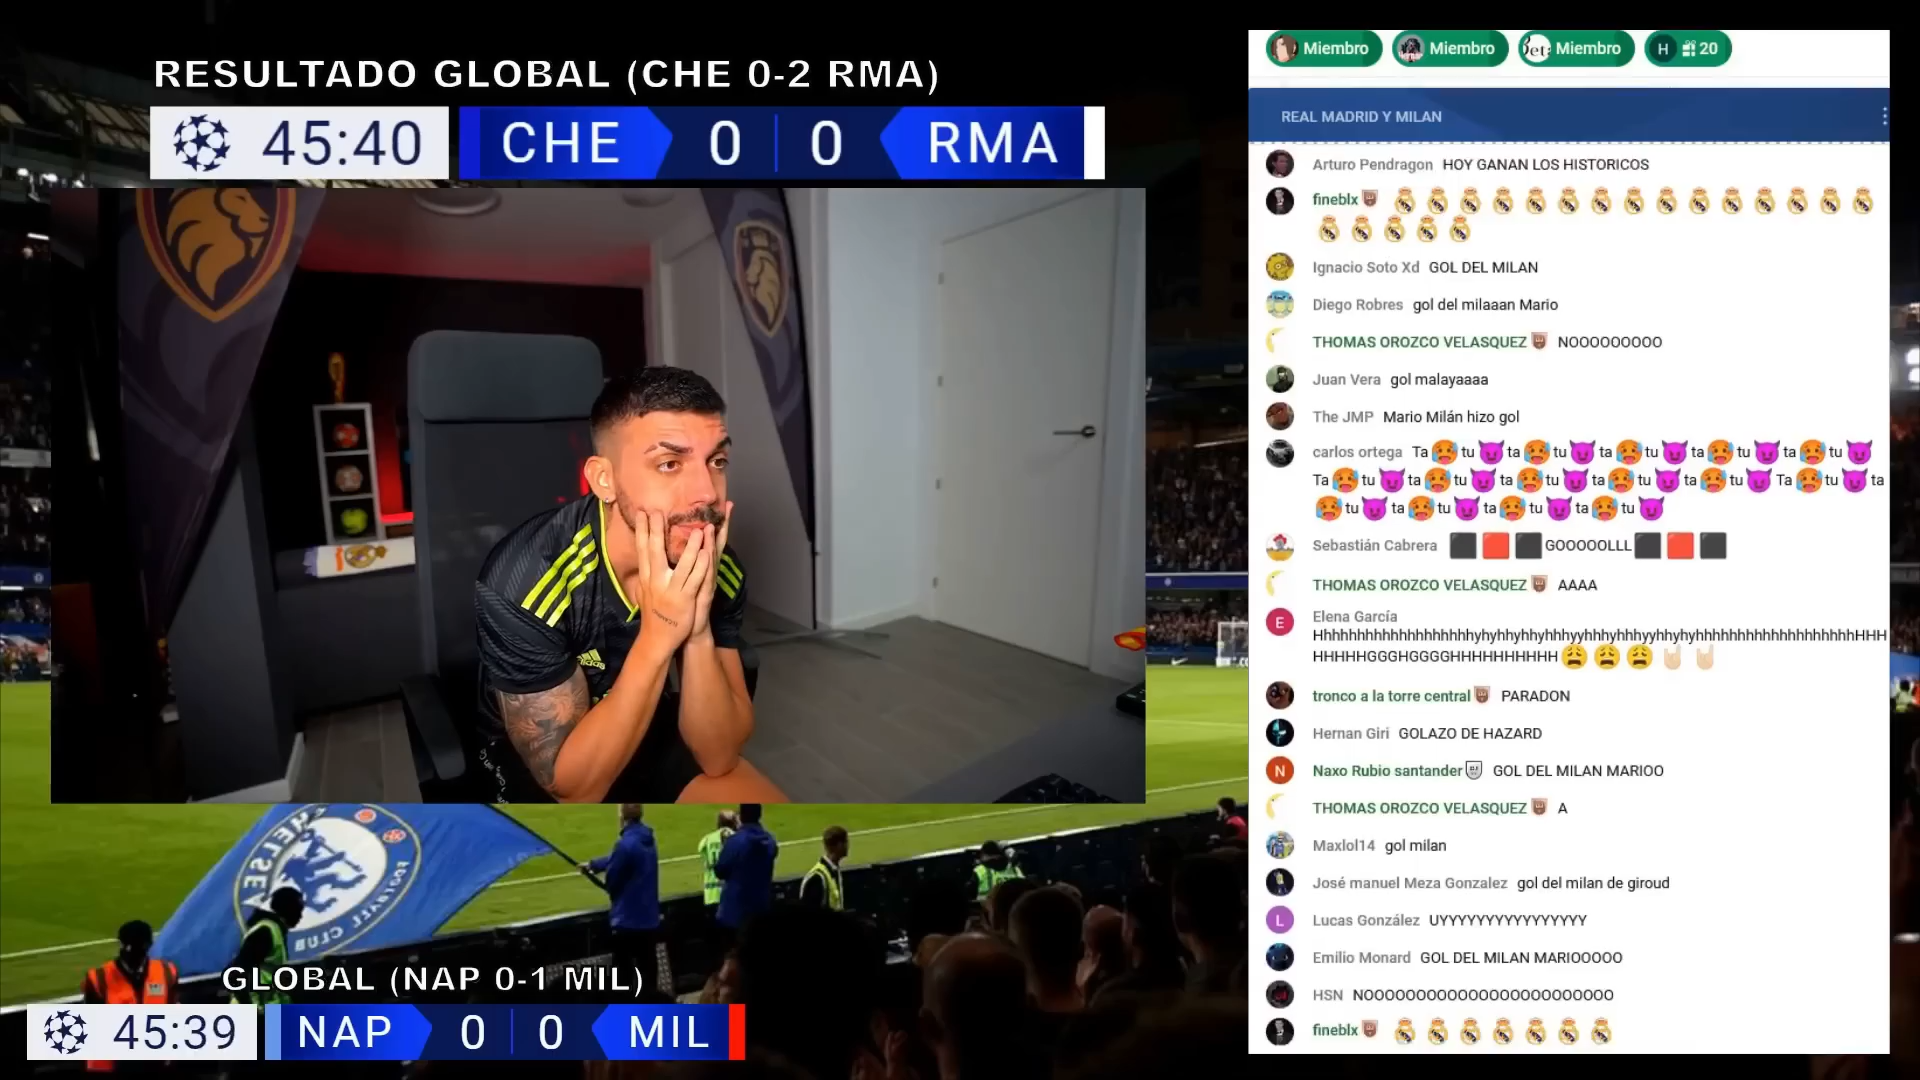 RESULTADO GLOBAL (CHE 0-2 RMA)
45:40 CHE 0 0 RMA
Miembro Miembro Miembro H 20
REAL MADRID Y MILAN
Arturo Pendragon HOY GANAN LOS HISTORICOS
fineblx
Ignacio Soto Xd GOL DEL MILAN
Diego Robres gol del milaaan Mario
THOMAS OROZCO VELASQUEZ NOOOOOOOOO
Juan Vera gol malayaaaa
The JMP Mario Milán hizo gol
carlos ortega Ta🥵tu😈ta🥵tu😈ta🥵tu😈ta🥵tu😈ta🥵tu😈
Ta🥵tu😈ta🥵tu😈ta🥵tu😈ta🥵tu😈ta🥵tu😈Ta🥵tu😈ta
🥵tu😈ta🥵tu😈ta🥵tu😈ta🥵tu😈
Sebastián Cabrera ⬛🟥⬛GOOOOOLLL⬛🟥⬛
THOMAS OROZCO VELASQUEZ AAAA
E Elena García
HhhhhhhhhhhhhhhhhhyhyhhyhhyhhhyyhhhyhhhyyhhyhyhhhhhhhhhhhhhhhhhhhHHH
HHHHHGGGHGGGGHHHHHHHHHH😩😩😩🤘🏻🤘🏻
tronco a la torre central PARADON
Hernan Giri GOLAZO DE HAZARD
N Naxo Rubio santander GOL DEL MILAN MARIOO
THOMAS OROZCO VELASQUEZ A
Maxlol14 gol milan
José manuel Meza Gonzalez gol del milan de giroud
L Lucas González UYYYYYYYYYYYYYYYY
Emilio Monard GOL DEL MILAN MARIOOOOO
HSN NOOOOOOOOOOOOOOOOOOOOOOOO
fineblx
adidas
CHELSEA
FOOTBALL CLUB
GLOBAL (NAP 0-1 MIL)
45:39 NAP 0 0 MIL